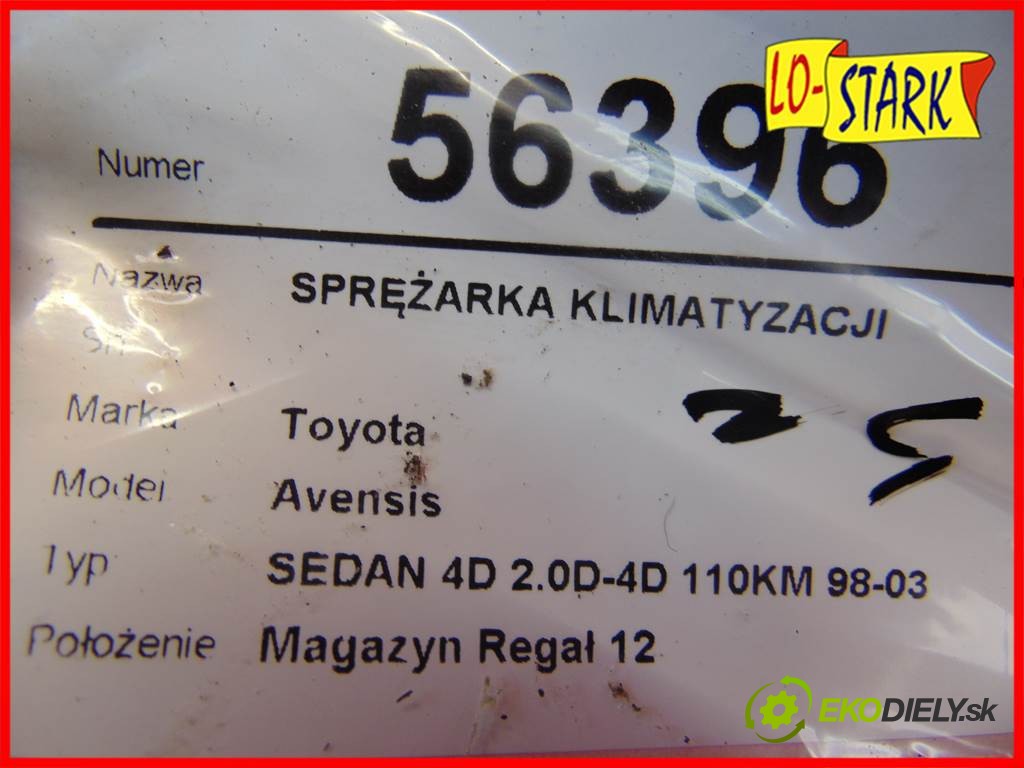 LO-STARK
Numer 56396
Nazwa SPRĘŻARKA KLIMATYZACJI
Marka Toyota
Model Avensis
Typ SEDAN 4D 2.0D-4D 110KM 98-03
Położenie Magazyn Regał 12
EKODIELY.sk